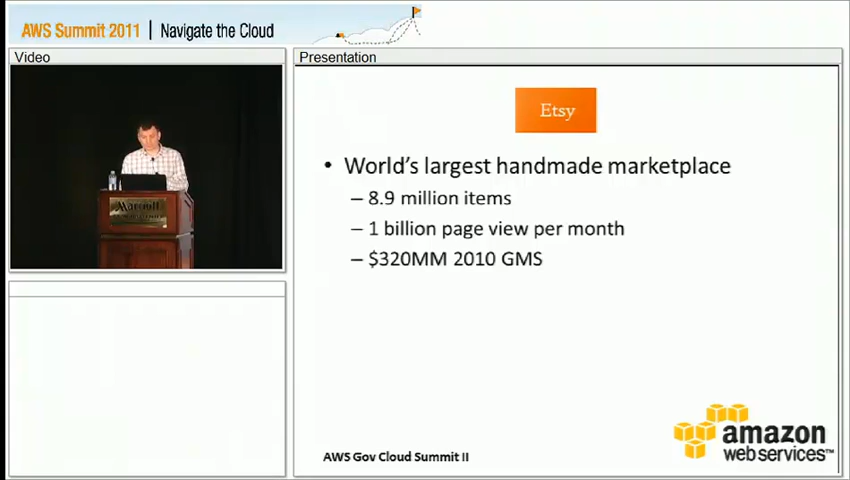 AWS Summit 2011 | Navigate the Cloud
Video
Presentation
Marriott
Etsy
• World's largest handmade marketplace
– 8.9 million items
– 1 billion page view per month
– $320MM 2010 GMS
AWS Gov Cloud Summit II
amazon
webservices™